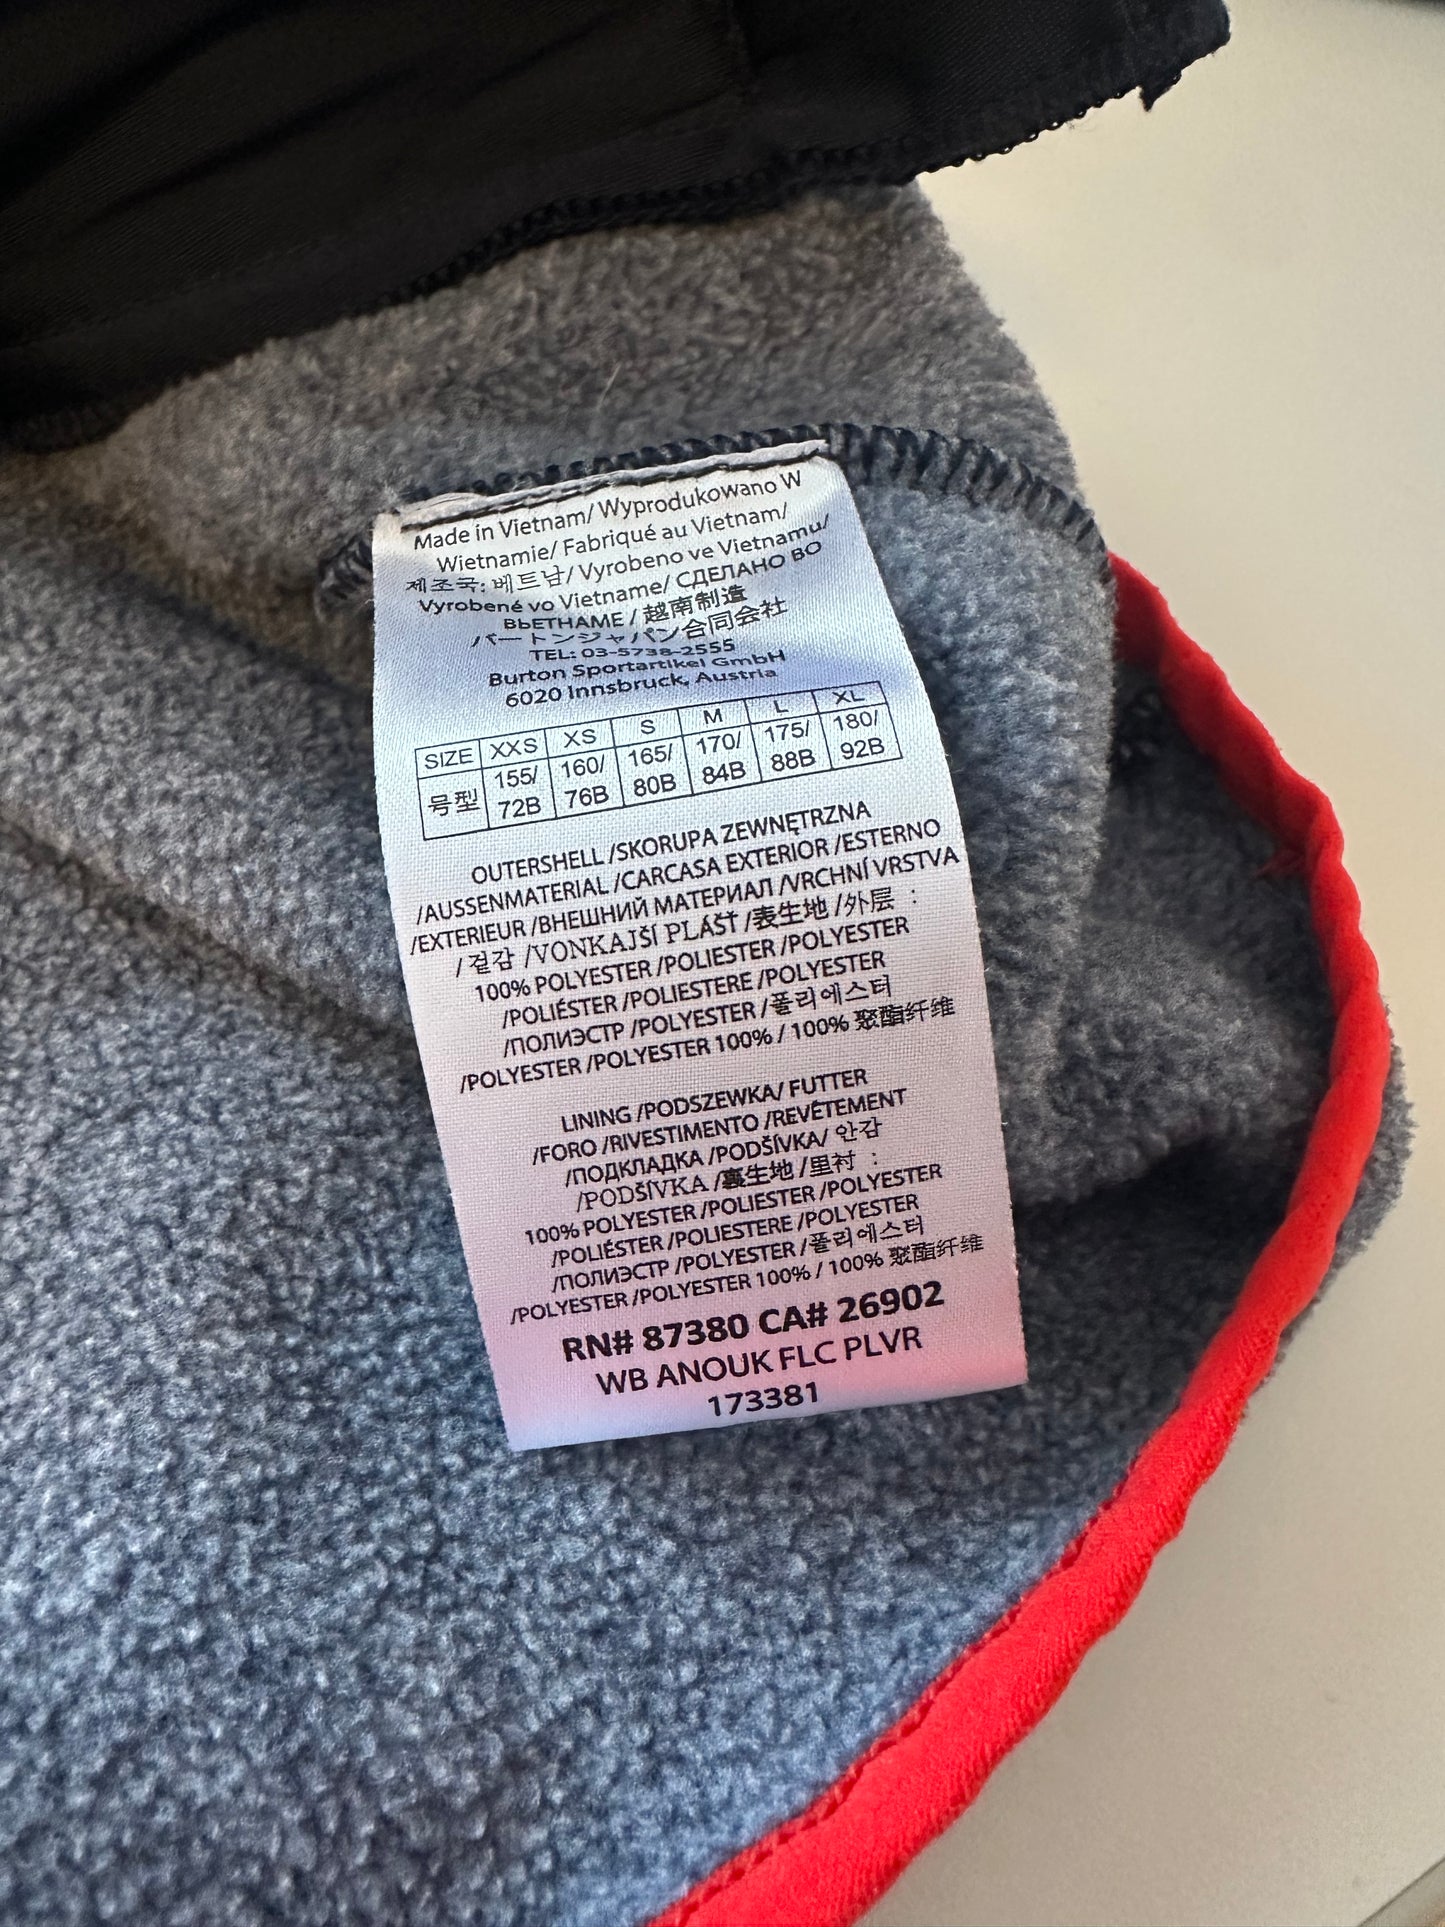 Made in Vietnam/ Wyprodukowano W
Wietnamie/ Fabriqué au Vietnam/
제조국: 베트남/ Vyrobeno ve Vietnamu/
Vyrobené vo Vietname/ СДЕЛАНО ВО
ВЬЕТНАМЕ / 越南制造
バートンジャパン合同会社
TEL: 03-5738-2555
Burton Sportartikel GmbH
6020 Innsbruck, Austria
SIZE XXS XS S M L XL
号型 155/72B 160/76B 165/80B 170/84B 175/88B 180/92B
OUTERSHELL /SKORUPA ZEWNĘTRZNA
/AUSSENMATERIAL /CARCASA EXTERIOR /ESTERNO
/EXTERIEUR /ВНЕШНИЙ МАТЕРИАЛ /VRCHNÍ VRSTVA
/ 겉감 /VONKAJŠÍ PLÁŠŤ /表生地 /外层 :
100% POLYESTER /POLIESTER /POLYESTER
/POLIÉSTER /POLIESTERE /POLYESTER
/ПОЛИЭСТР /POLYESTER /폴리에스터
/POLYESTER /POLYESTER 100% / 100% 聚酯纤维
LINING /PODSZEWKA/ FUTTER
/FORO /RIVESTIMENTO /REVÊTEMENT
/ПОДКЛАДКА /PODŠÍVKA/ 안감
/PODŠÍVKA /裏生地 /里衬 :
100% POLYESTER /POLIESTER /POLYESTER
/POLIÉSTER /POLIESTERE /POLYESTER
/ПОЛИЭСТР /POLYESTER /폴리에스터
/POLYESTER /POLYESTER 100% / 100% 聚酯纤维
RN# 87380 CA# 26902
WB ANOUK FLC PLVR
173381